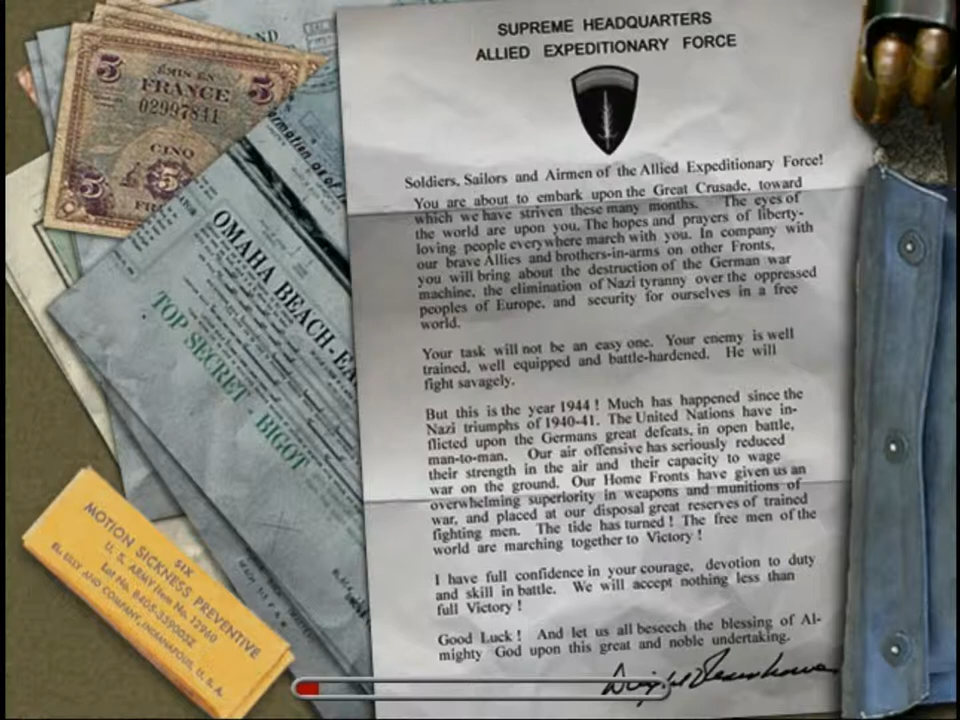 SUPREME HEADQUARTERS
ALLIED EXPEDITIONARY FORCE
Soldiers, Sailors and Airmen of the Allied Expeditionary Force!
You are about to embark upon the Great Crusade, toward
which we have striven these many months. The eyes of
the world are upon you. The hopes and prayers of liberty-
loving people everywhere march with you. In company with
our brave Allies and brothers-in-arms on other Fronts,
you will bring about the destruction of the German war
machine, the elimination of Nazi tyranny over the oppressed
peoples of Europe, and security for ourselves in a free
world.
Your task will not be an easy one. Your enemy is well
trained, well equipped and battle-hardened. He will
fight savagely.
But this is the year 1944 ! Much has happened since the
Nazi triumphs of 1940-41. The United Nations have in-
flicted upon the Germans great defeats, in open battle,
man-to-man. Our air offensive has seriously reduced
their strength in the air and their capacity to wage
war on the ground. Our Home Fronts have given us an
overwhelming superiority in weapons and munitions of
war, and placed at our disposal great reserves of trained
fighting men. The tide has turned ! The free men of the
world are marching together to Victory !
I have full confidence in your courage, devotion to duty
and skill in battle. We will accept nothing less than
full Victory !
Good Luck ! And let us all beseech the blessing of Al-
mighty God upon this great and noble undertaking.
Dwight Eisenhower
5 ÉMIS EN 5
FRANCE
02997811
CINQ
5 5
OMAHA BEACH-E
TOP SECRET - BIGOT
SIX
MOTION SICKNESS PREVENTIVE
U. S. ARMY Item No. 12960
ELI LILLY AND COMPANY, INDIANAPOLIS, U. S. A.